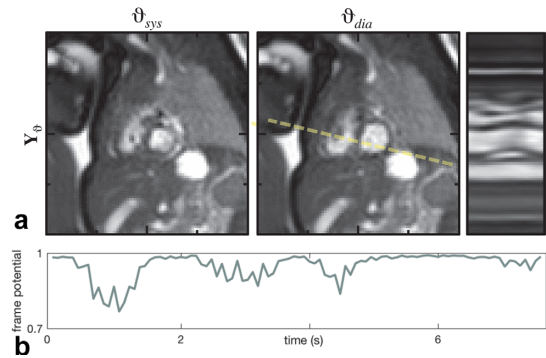 ϑsys ϑdia
Yϑ
a
1
frame potential
0.7
0 2 time (s) 6
b